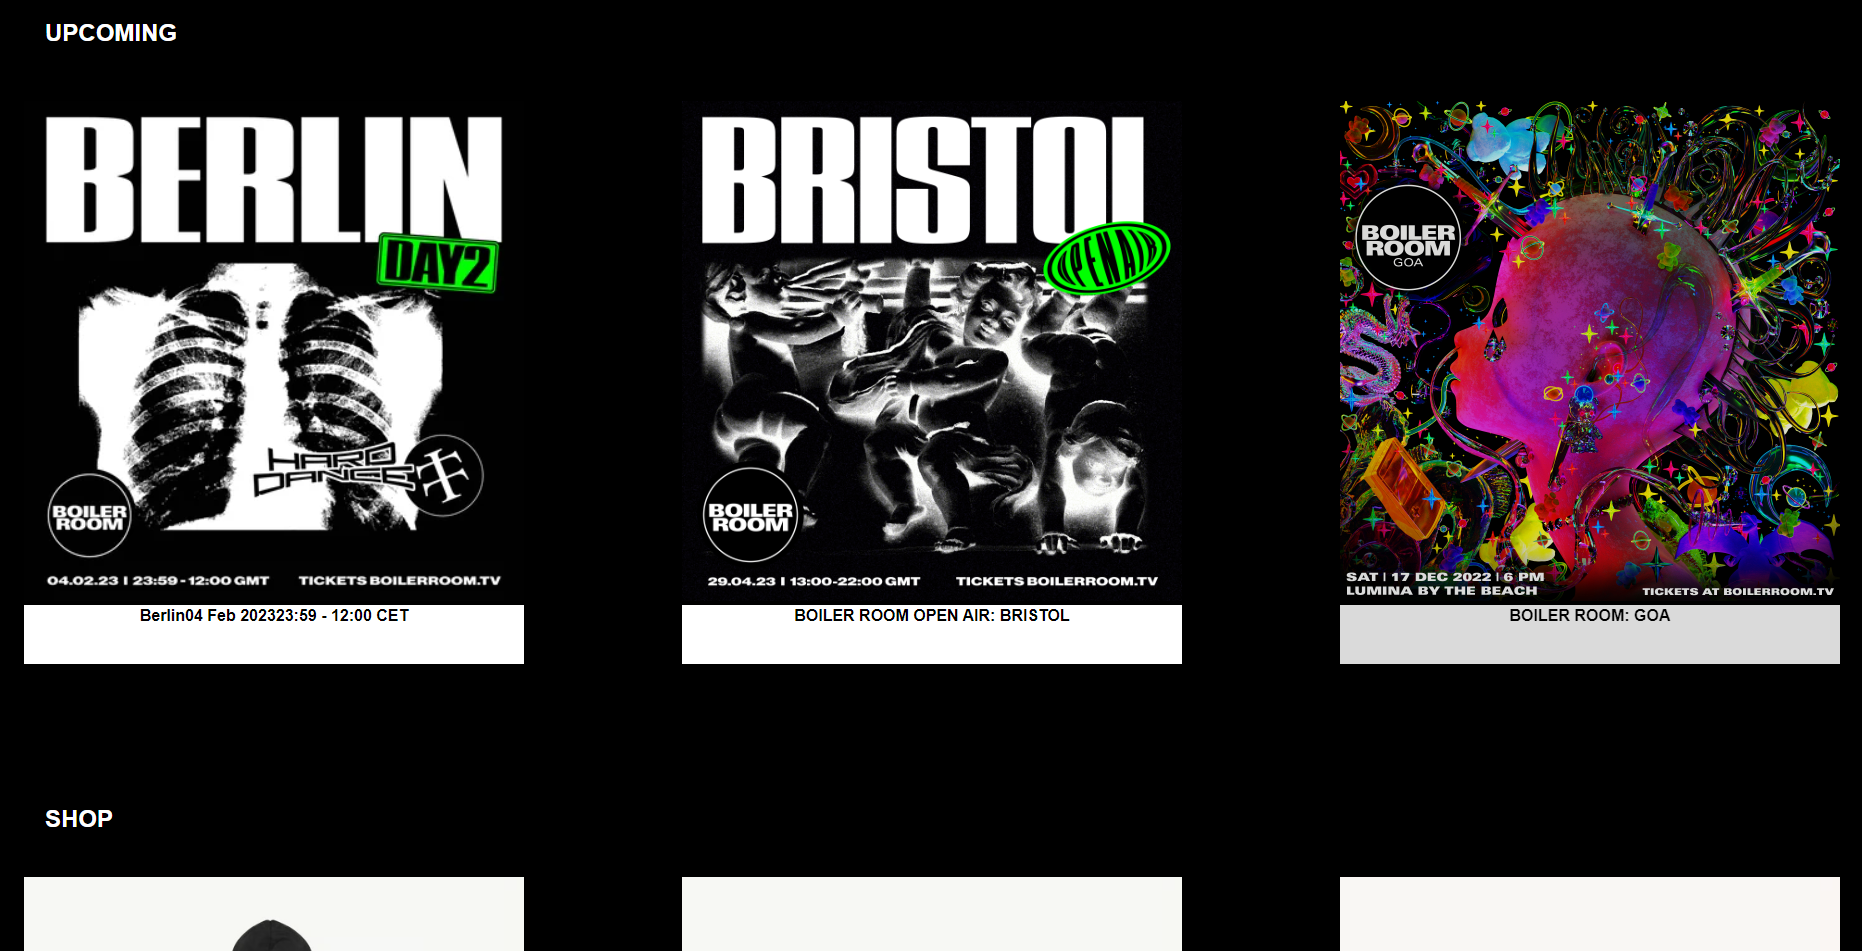 UPCOMING
BERLIN
DAY2
HARD
DANCE
BOILER
ROOM
04.02.23 | 23:59 - 12:00 GMT
TICKETS BOILERROOM.TV
Berlin04 Feb 202323:59 - 12:00 CET
BRISTOL
OPEN AIR
BOILER
ROOM
29.04.23 | 13:00-22:00 GMT
TICKETS BOILERROOM.TV
BOILER ROOM OPEN AIR: BRISTOL
BOILER
ROOM
GOA
SAT | 17 DEC 2022 | 6 PM
LUMINA BY THE BEACH
TICKETS AT BOILERROOM.TV
BOILER ROOM: GOA
SHOP